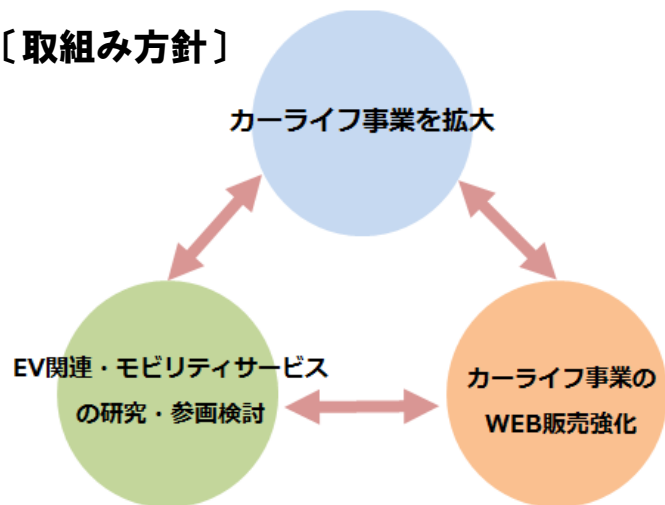 〔取組み方針〕
カーライフ事業を拡大
EV関連・モビリティサービス
の研究・参画検討
カーライフ事業の
WEB販売強化